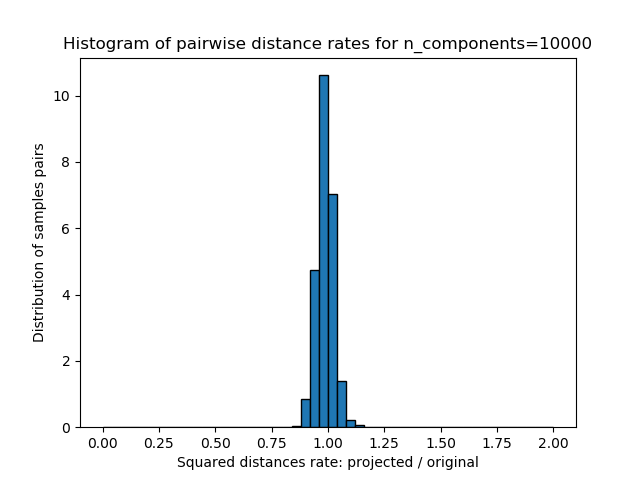 Histogram of pairwise distance rates for n_components=10000
Distribution of samples pairs
10
8
6
4
2
0
0.00 0.25 0.50 0.75 1.00 1.25 1.50 1.75 2.00
Squared distances rate: projected / original